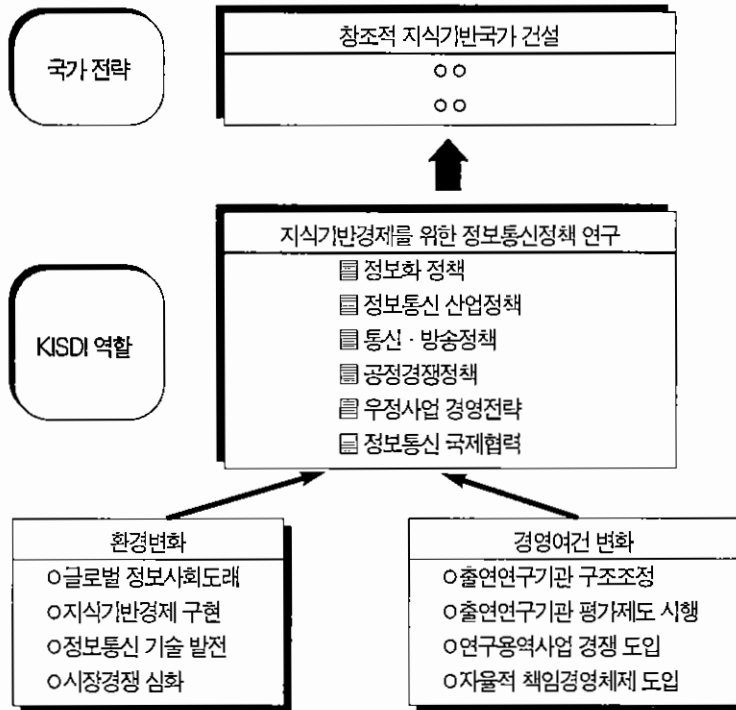 국가 전략
창조적 지식기반국가 건설
○○
○○
KISDI 역할
지식기반경제를 위한 정보통신정책 연구
정보화 정책
정보통신 산업정책
통신 · 방송정책
공정경쟁정책
우정사업 경영전략
정보통신 국제협력
환경변화
○글로벌 정보사회도래
○지식기반경제 구현
○정보통신 기술 발전
○시장경쟁 심화
경영여건 변화
○출연연구기관 구조조정
○출연연구기관 평가제도 시행
○연구용역사업 경쟁 도입
○자율적 책임경영체제 도입